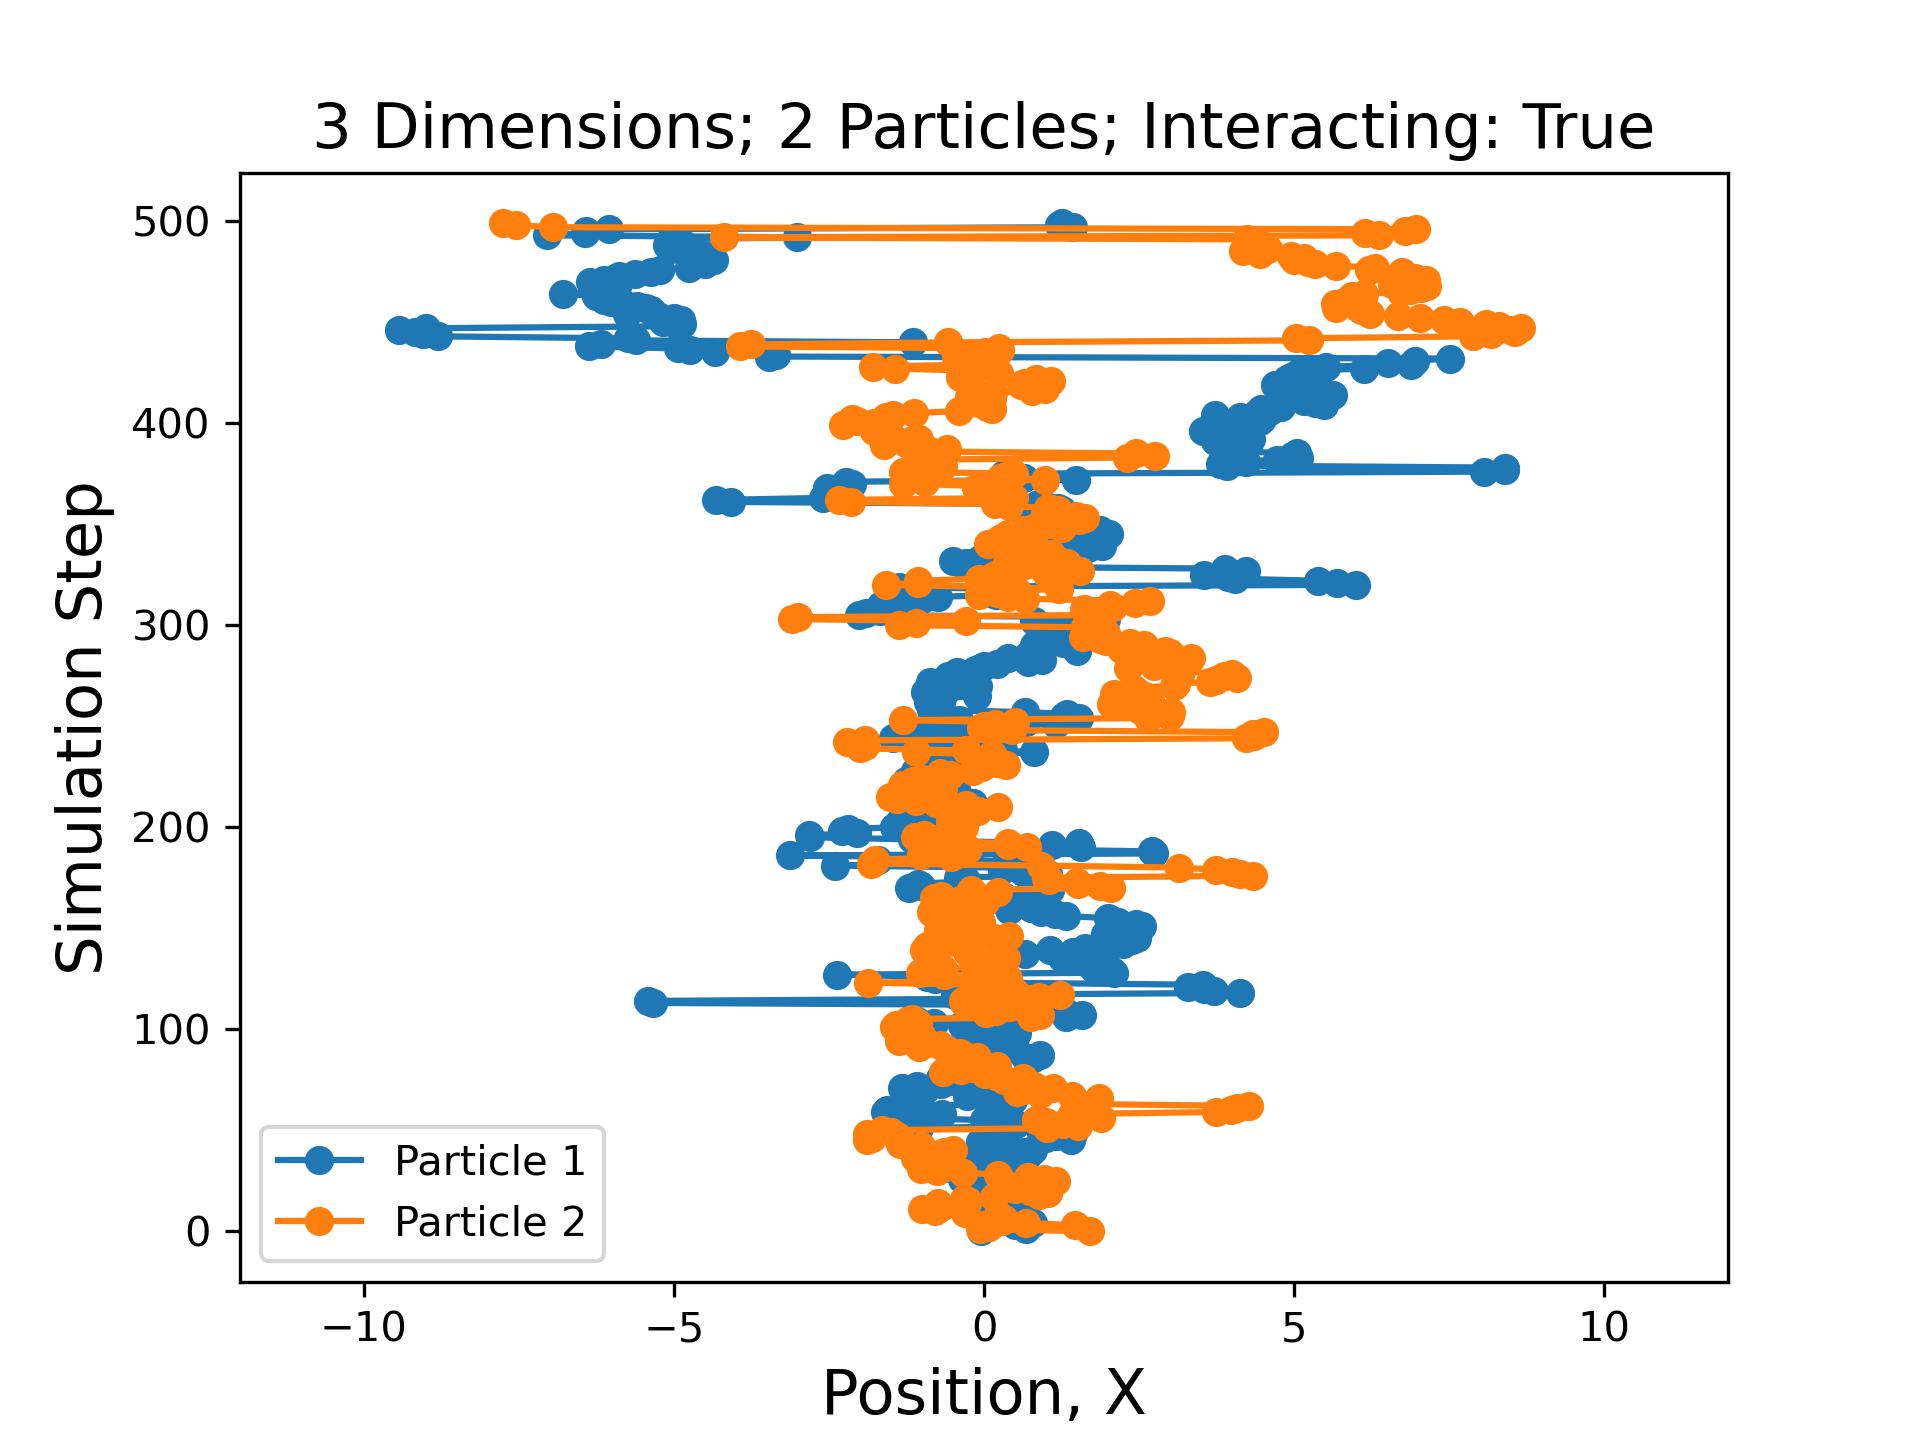 3 Dimensions; 2 Particles; Interacting: True
Simulation Step
500
400
300
200
100
0
Particle 1
Particle 2
−10
−5
0
5
10
Position, X